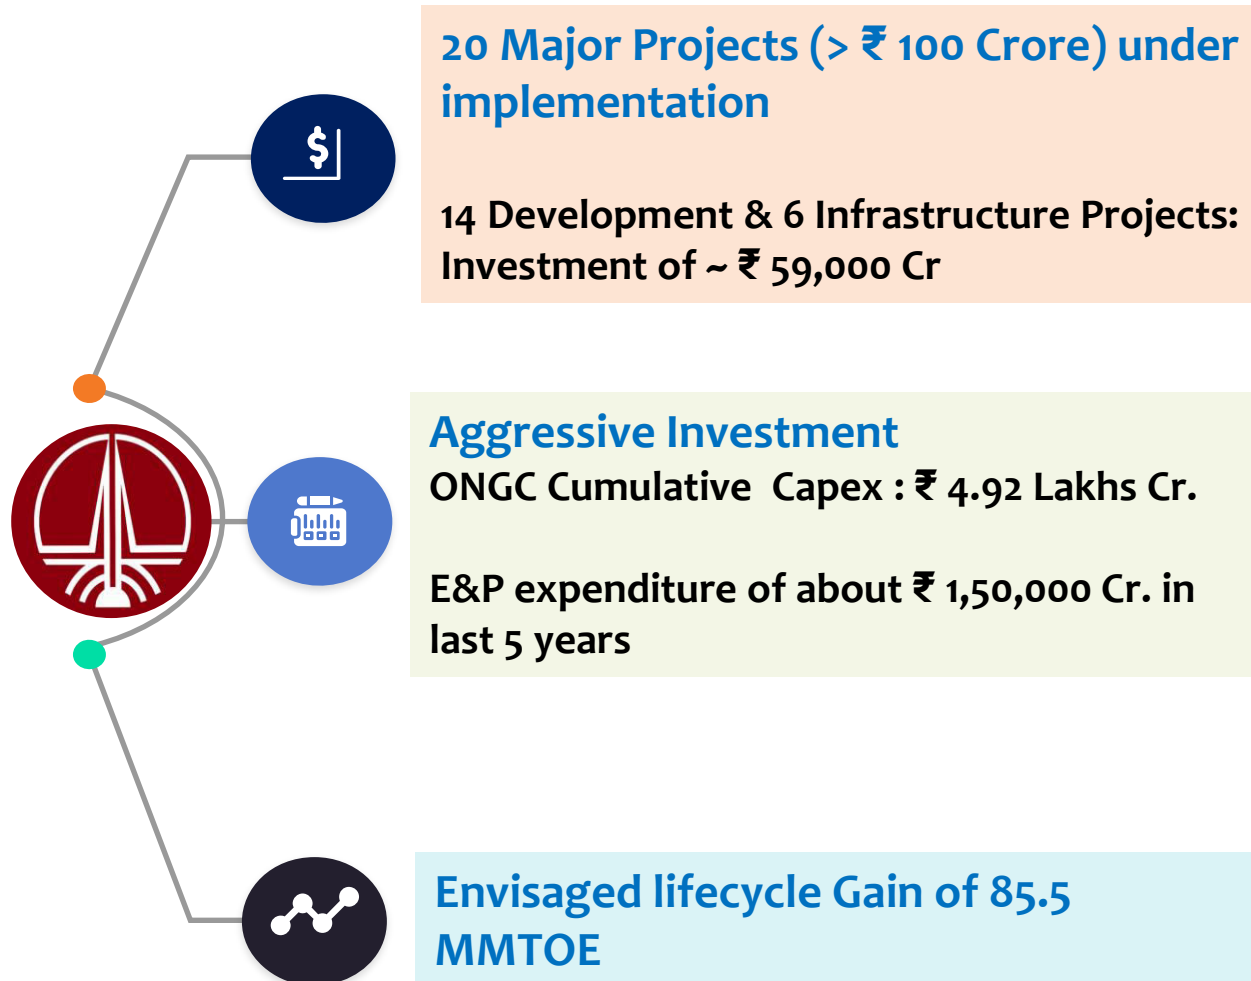 20 Major Projects (> ₹ 100 Crore) under
implementation
14 Development & 6 Infrastructure Projects:
Investment of ~ ₹ 59,000 Cr
Aggressive Investment
ONGC Cumulative Capex : ₹ 4.92 Lakhs Cr.
E&P expenditure of about ₹ 1,50,000 Cr. in
last 5 years
Envisaged lifecycle Gain of 85.5
MMTOE